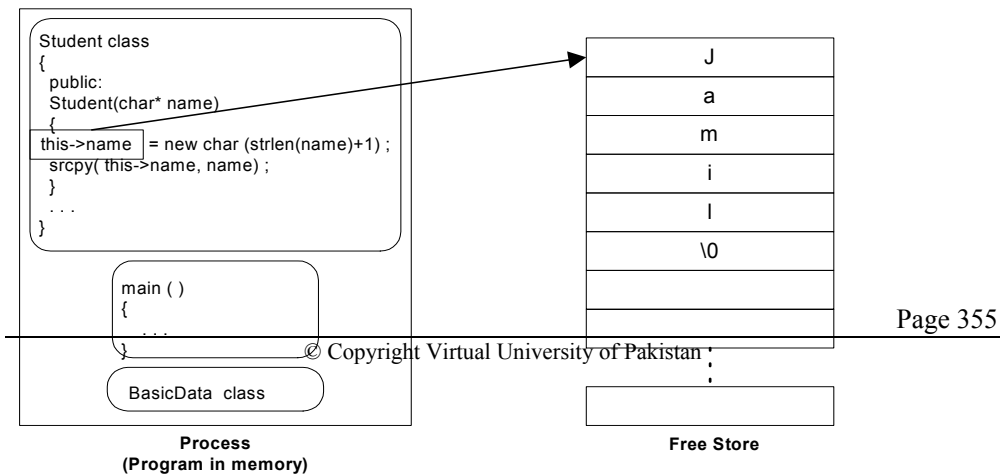 Student class
{
public:
Student(char* name)
{
this->name = new char (strlen(name)+1) ;
srcpy( this->name, name) ;
}
. . .
}
main ( )
{
. . .
}
BasicData class
Process
(Program in memory)
J
a
m
i
l
\0
Free Store
Page 355
© Copyright Virtual University of Pakistan